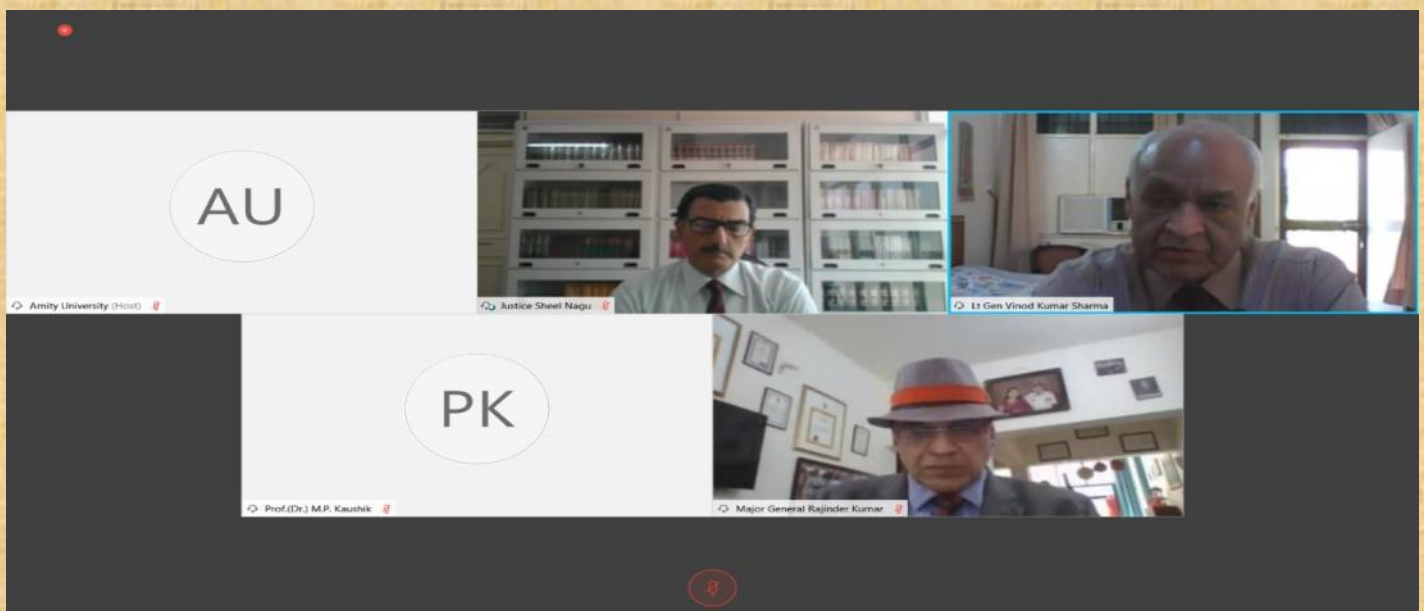 AU
Amity University (Host)
Justice Sheel Nagu
Lt Gen Vinod Kumar Sharma
PK
Prof.(Dr.) M.P. Kaushik
Major General Rajinder Kumar